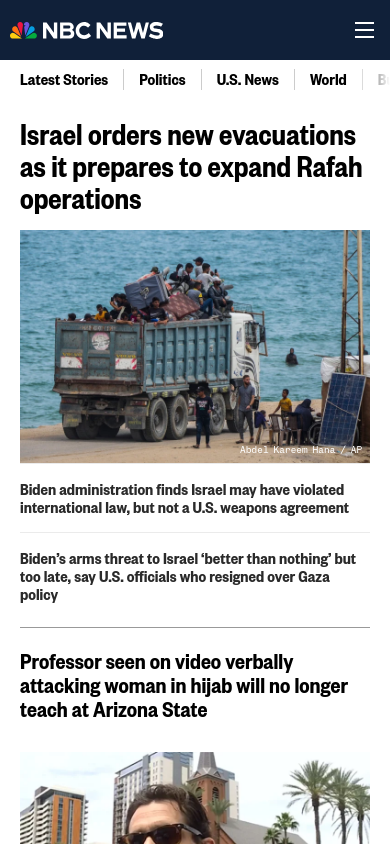 NBC NEWS
Latest Stories
Politics
U.S. News
World
Israel orders new evacuations
as it prepares to expand Rafah
operations
Abdel Kareem Hana / AP
Biden administration finds Israel may have violated
international law, but not a U.S. weapons agreement
Biden’s arms threat to Israel ‘better than nothing’ but
too late, say U.S. officials who resigned over Gaza
policy
Professor seen on video verbally
attacking woman in hijab will no longer
teach at Arizona State